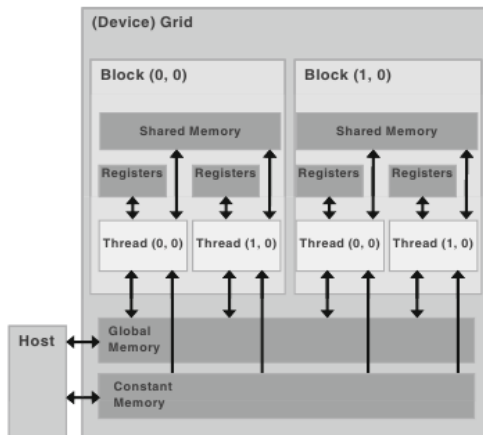 (Device) Grid
Block (0, 0)
Shared Memory
Registers
Registers
Thread (0, 0)
Thread (1, 0)
Block (1, 0)
Shared Memory
Registers
Registers
Thread (0, 0)
Thread (1, 0)
Host
Global
Memory
Constant
Memory